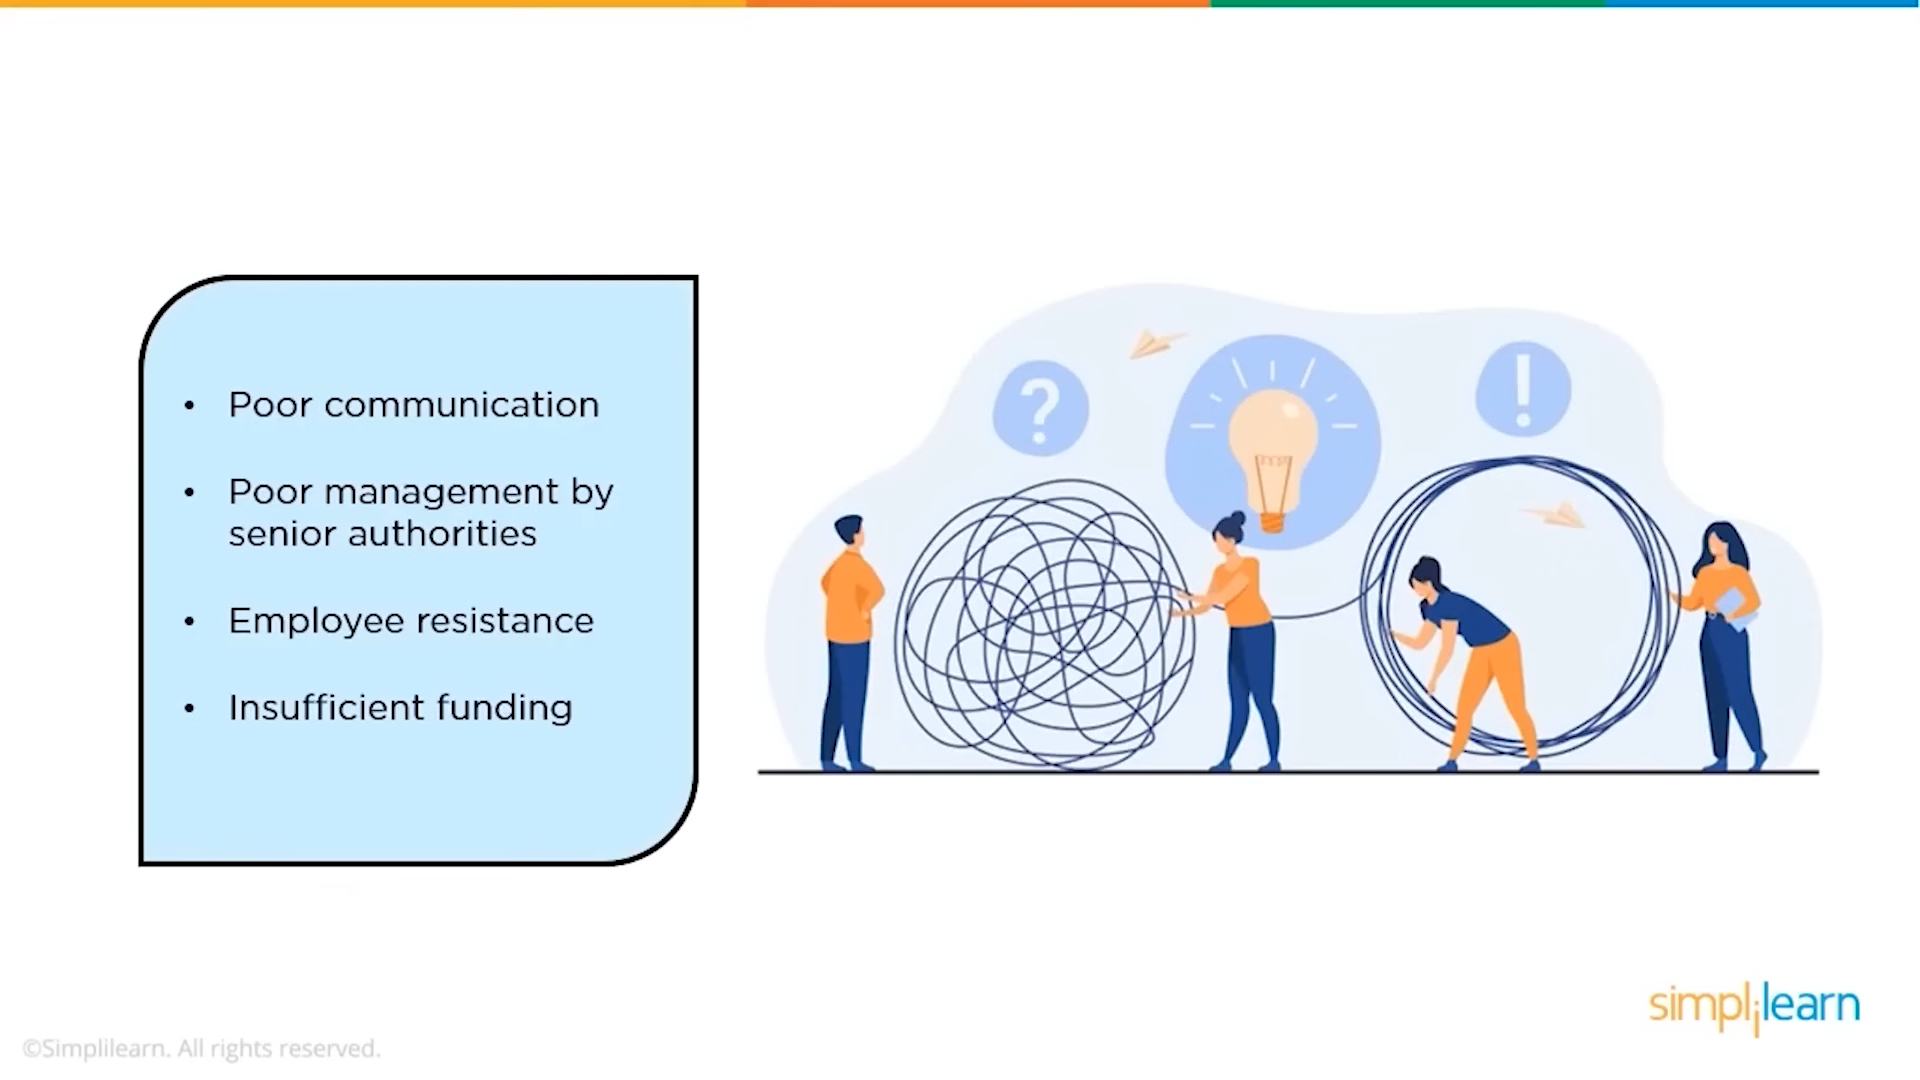 • Poor communication
• Poor management by
senior authorities
• Employee resistance
• Insufficient funding
?
!
simplilearn
©Simplilearn. All rights reserved.